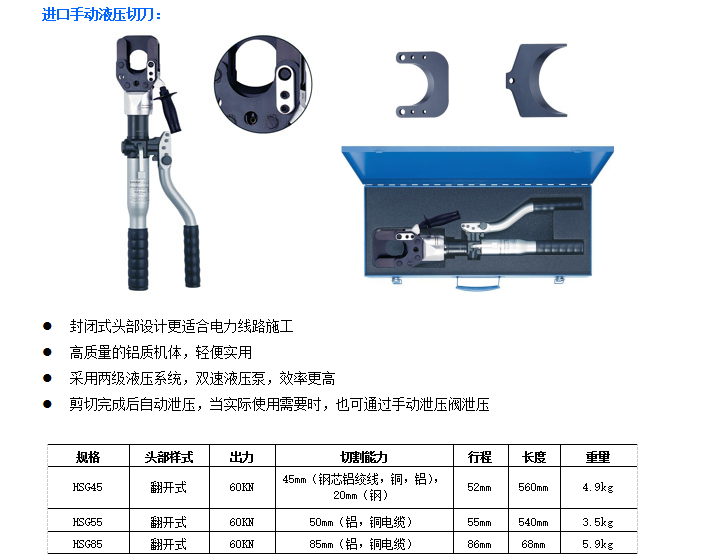 进口手动液压切刀：
● 封闭式头部设计更适合电力线路施工
● 高质量的铝质机体，轻便实用
● 采用两级液压系统，双速液压泵，效率更高
● 剪切完成后自动泄压，当实际使用需要时，也可通过手动泄压阀泄压
规格 头部样式 出力 切割能力 行程 长度 重量
HSG45 翻开式 60KN 45mm（钢芯铝绞线，铜，铝），20mm（钢） 52mm 560mm 4.9kg
HSG55 翻开式 60KN 50mm（铝，铜电缆） 55mm 540mm 3.5kg
HSG85 翻开式 60KN 85mm（铝，铜电缆） 86mm 68mm 5.9kg